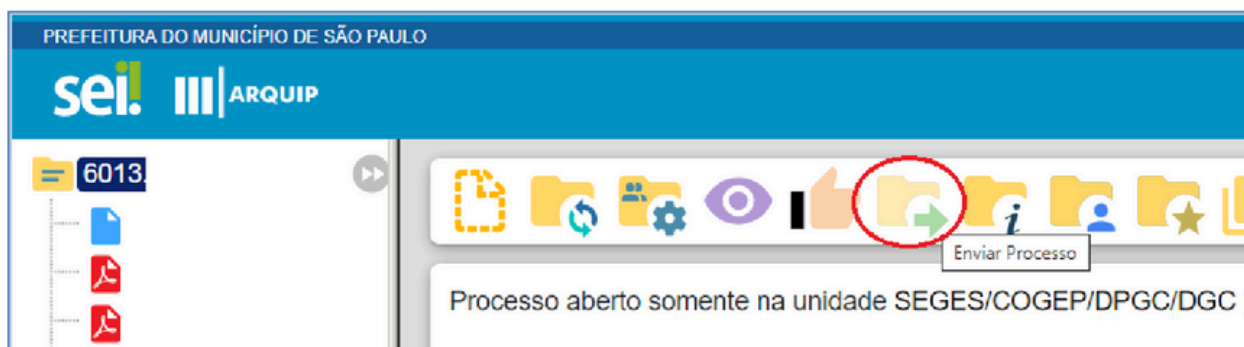 PREFEITURA DO MUNICÍPIO DE SÃO PAULO
sei! ARQUIP
6013.
Enviar Processo
Processo aberto somente na unidade SEGES/COGEP/DPGC/DGC